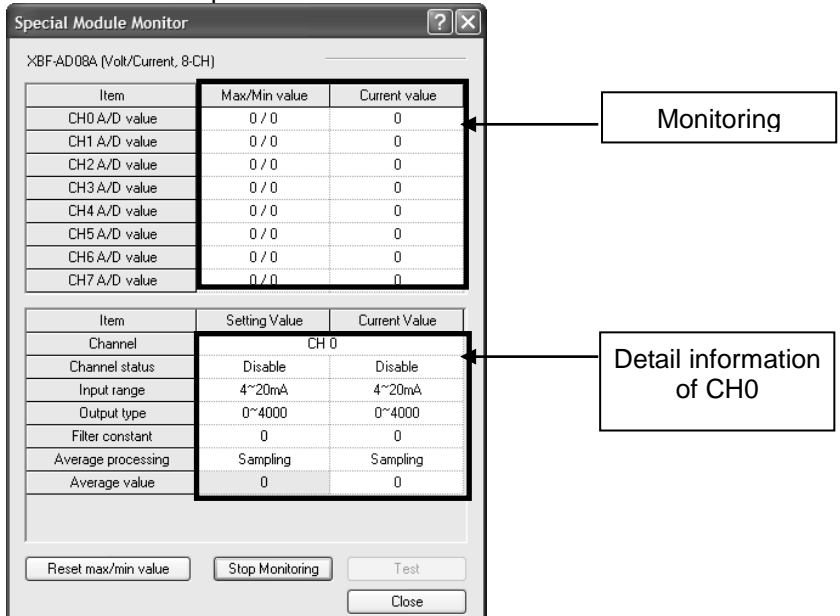 Special Module Monitor
XBF-AD08A (Volt/Current, 8-CH)
Item Max/Min value Current value
CH0 A/D value 0 / 0 0
CH1 A/D value 0 / 0 0
CH2 A/D value 0 / 0 0
CH3 A/D value 0 / 0 0
CH4 A/D value 0 / 0 0
CH5 A/D value 0 / 0 0
CH6 A/D value 0 / 0 0
CH7 A/D value 0 / 0 0
Monitoring
Item Setting Value Current Value
Channel CH 0
Channel status Disable Disable
Input range 4~20mA 4~20mA
Output type 0~4000 0~4000
Filter constant 0 0
Average processing Sampling Sampling
Average value 0 0
Detail information
of CH0
Reset max/min value Stop Monitoring Test
Close